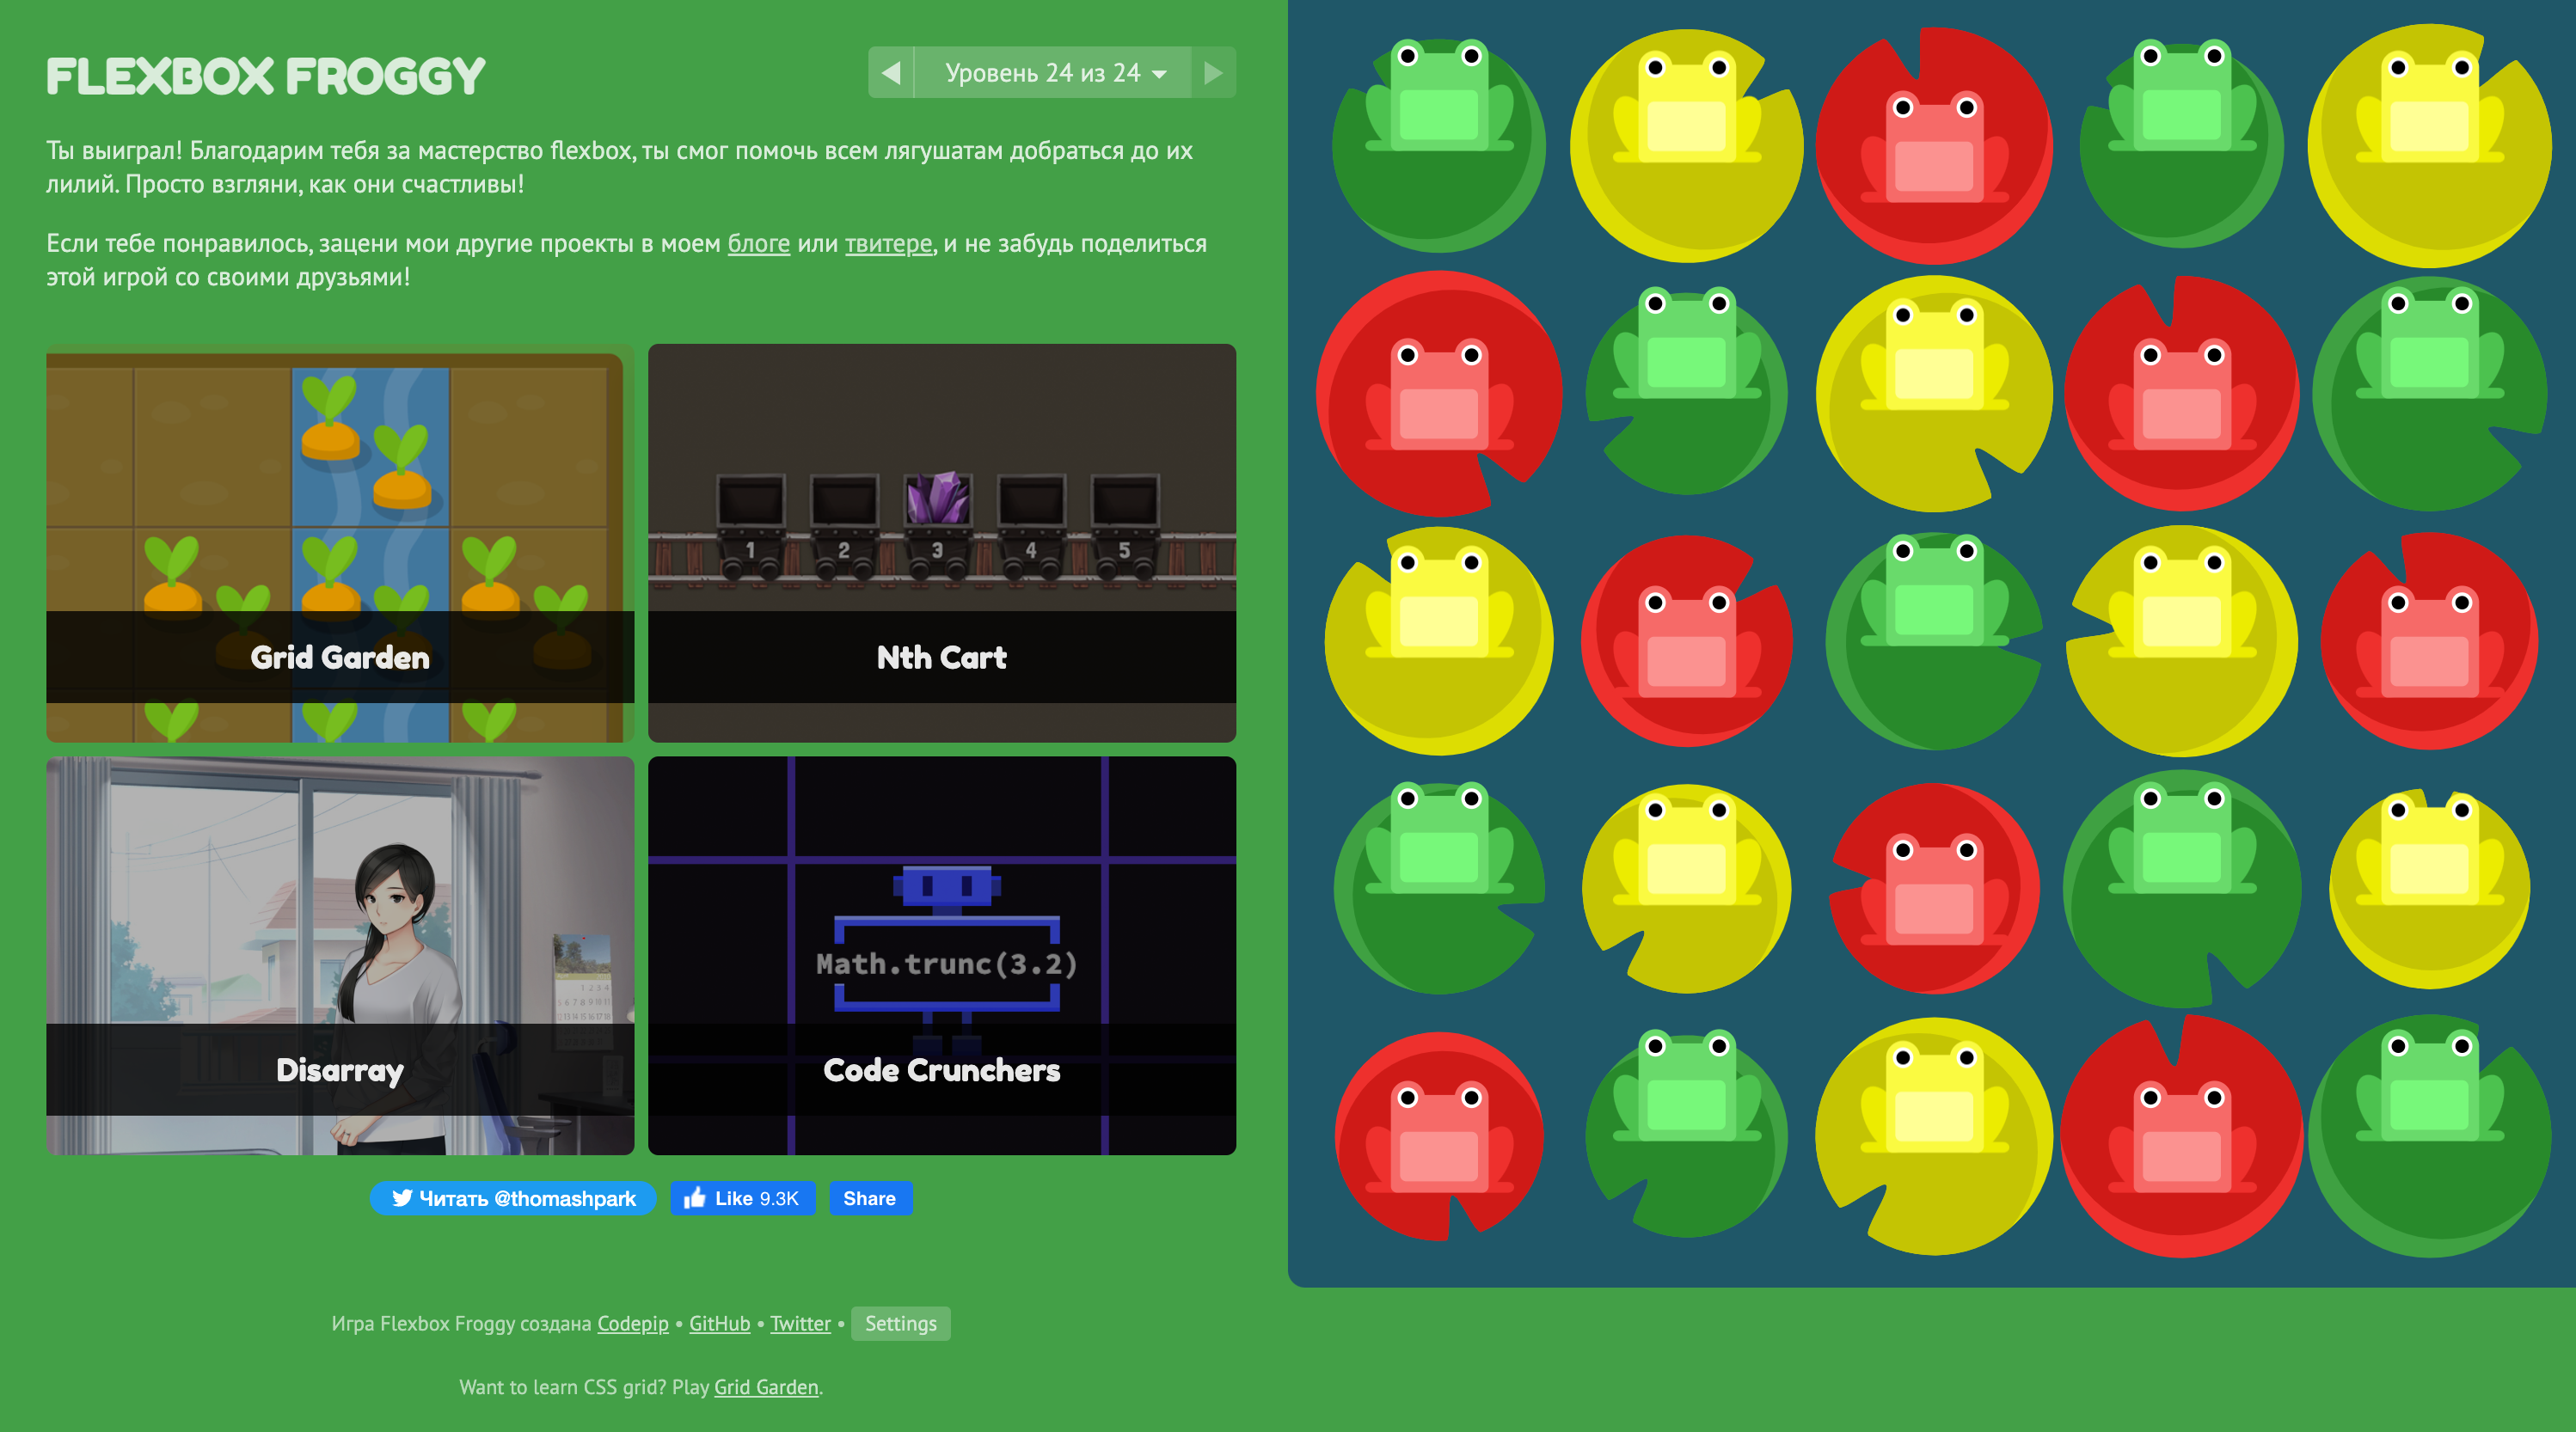 FLEXBOX FROGGY
Уровень 24 из 24
Ты выиграл! Благодарим тебя за мастерство flexbox, ты смог помочь всем лягушатам добраться до их
лилий. Просто взгляни, как они счастливы!
Если тебе понравилось, зацени мои другие проекты в моем блоге или твитере, и не забудь поделиться
этой игрой со своими друзьями!
1 2 3 4 5
Grid Garden
Nth Cart
Math.trunc(3.2)
Disarray
Code Crunchers
Читать @thomashpark
Like 9.3K
Share
Игра Flexbox Froggy создана Codepip • GitHub • Twitter • Settings
Want to learn CSS grid? Play Grid Garden.